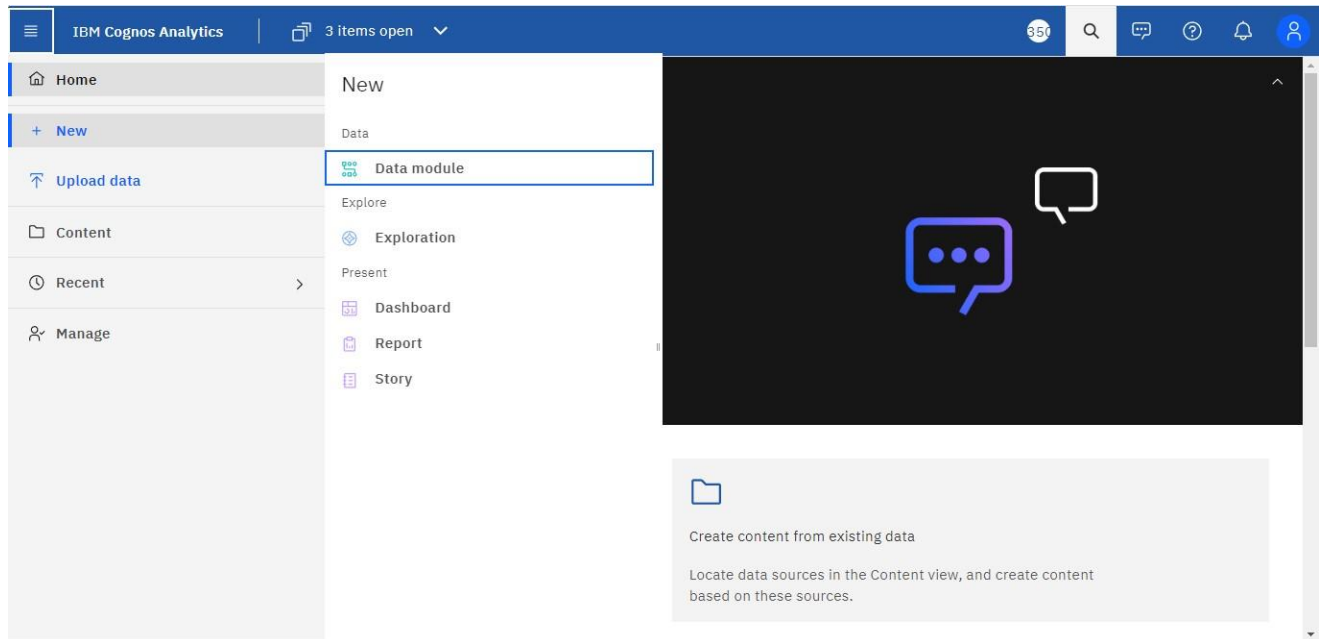 IBM Cognos Analytics
3 items open
350
Home
New
Upload data
Content
Recent
Manage
New
Data
Data module
Explore
Exploration
Present
Dashboard
Report
Story
Create content from existing data
Locate data sources in the Content view, and create content
based on these sources.